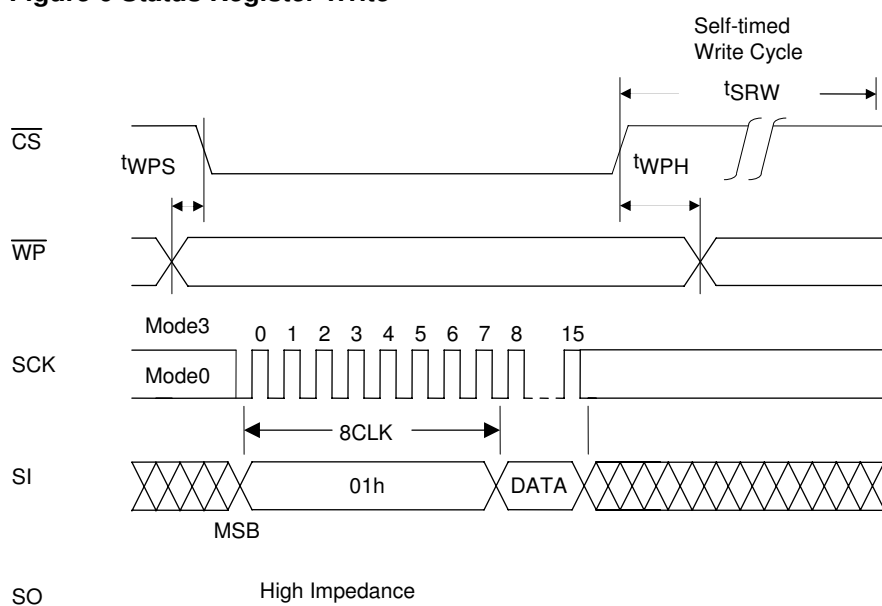 Self-timed
Write Cycle
tSRW
CS
tWPS
tWPH
WP
Mode3
0 1 2 3 4 5 6 7 8 15
SCK
Mode0
8CLK
SI
01h
DATA
MSB
High Impedance
SO